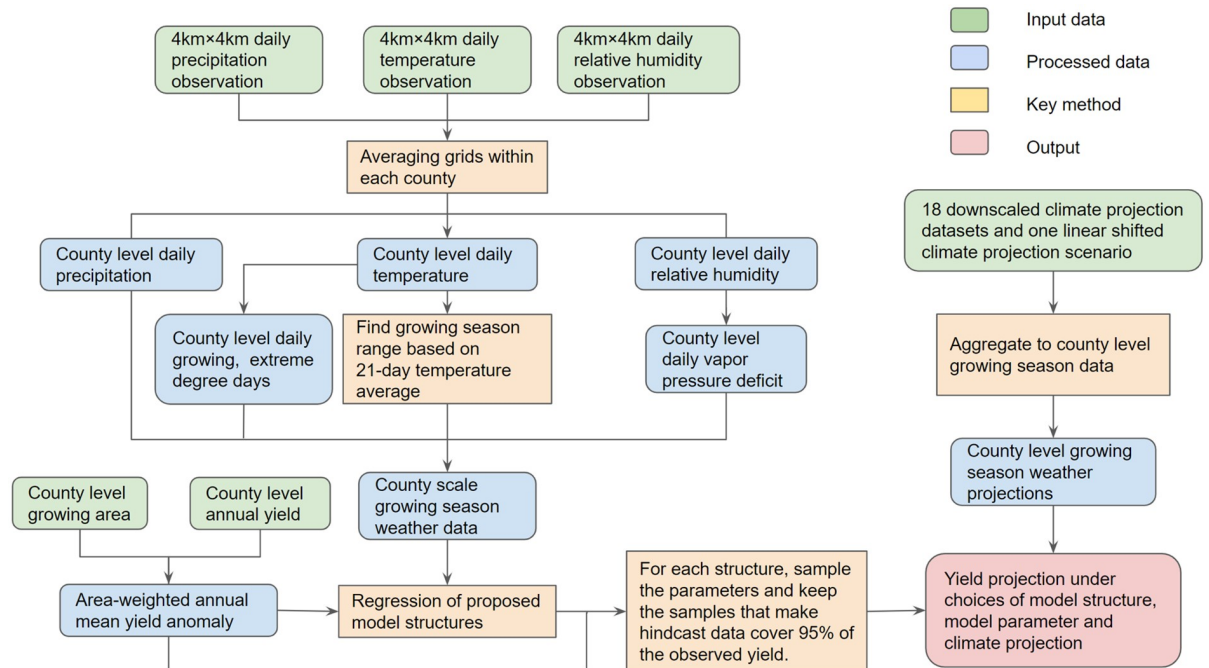 4km×4km daily
precipitation
observation
4km×4km daily
temperature
observation
4km×4km daily
relative humidity
observation
Input data
Processed data
Key method
Output
Averaging grids within
each county
County level daily
precipitation
County level daily
temperature
County level daily
relative humidity
18 downscaled climate projection
datasets and one linear shifted
climate projection scenario
County level daily
growing, extreme
degree days
Find growing season
range based on
21-day temperature
average
County level
daily vapor
pressure deficit
Aggregate to county level
growing season data
County level
growing area
County level
annual yield
County scale
growing season
weather data
County level growing
season weather
projections
Area-weighted annual
mean yield anomaly
Regression of proposed
model structures
For each structure, sample
the parameters and keep
the samples that make
hindcast data cover 95% of
the observed yield.
Yield projection under
choices of model structure,
model parameter and
climate projection